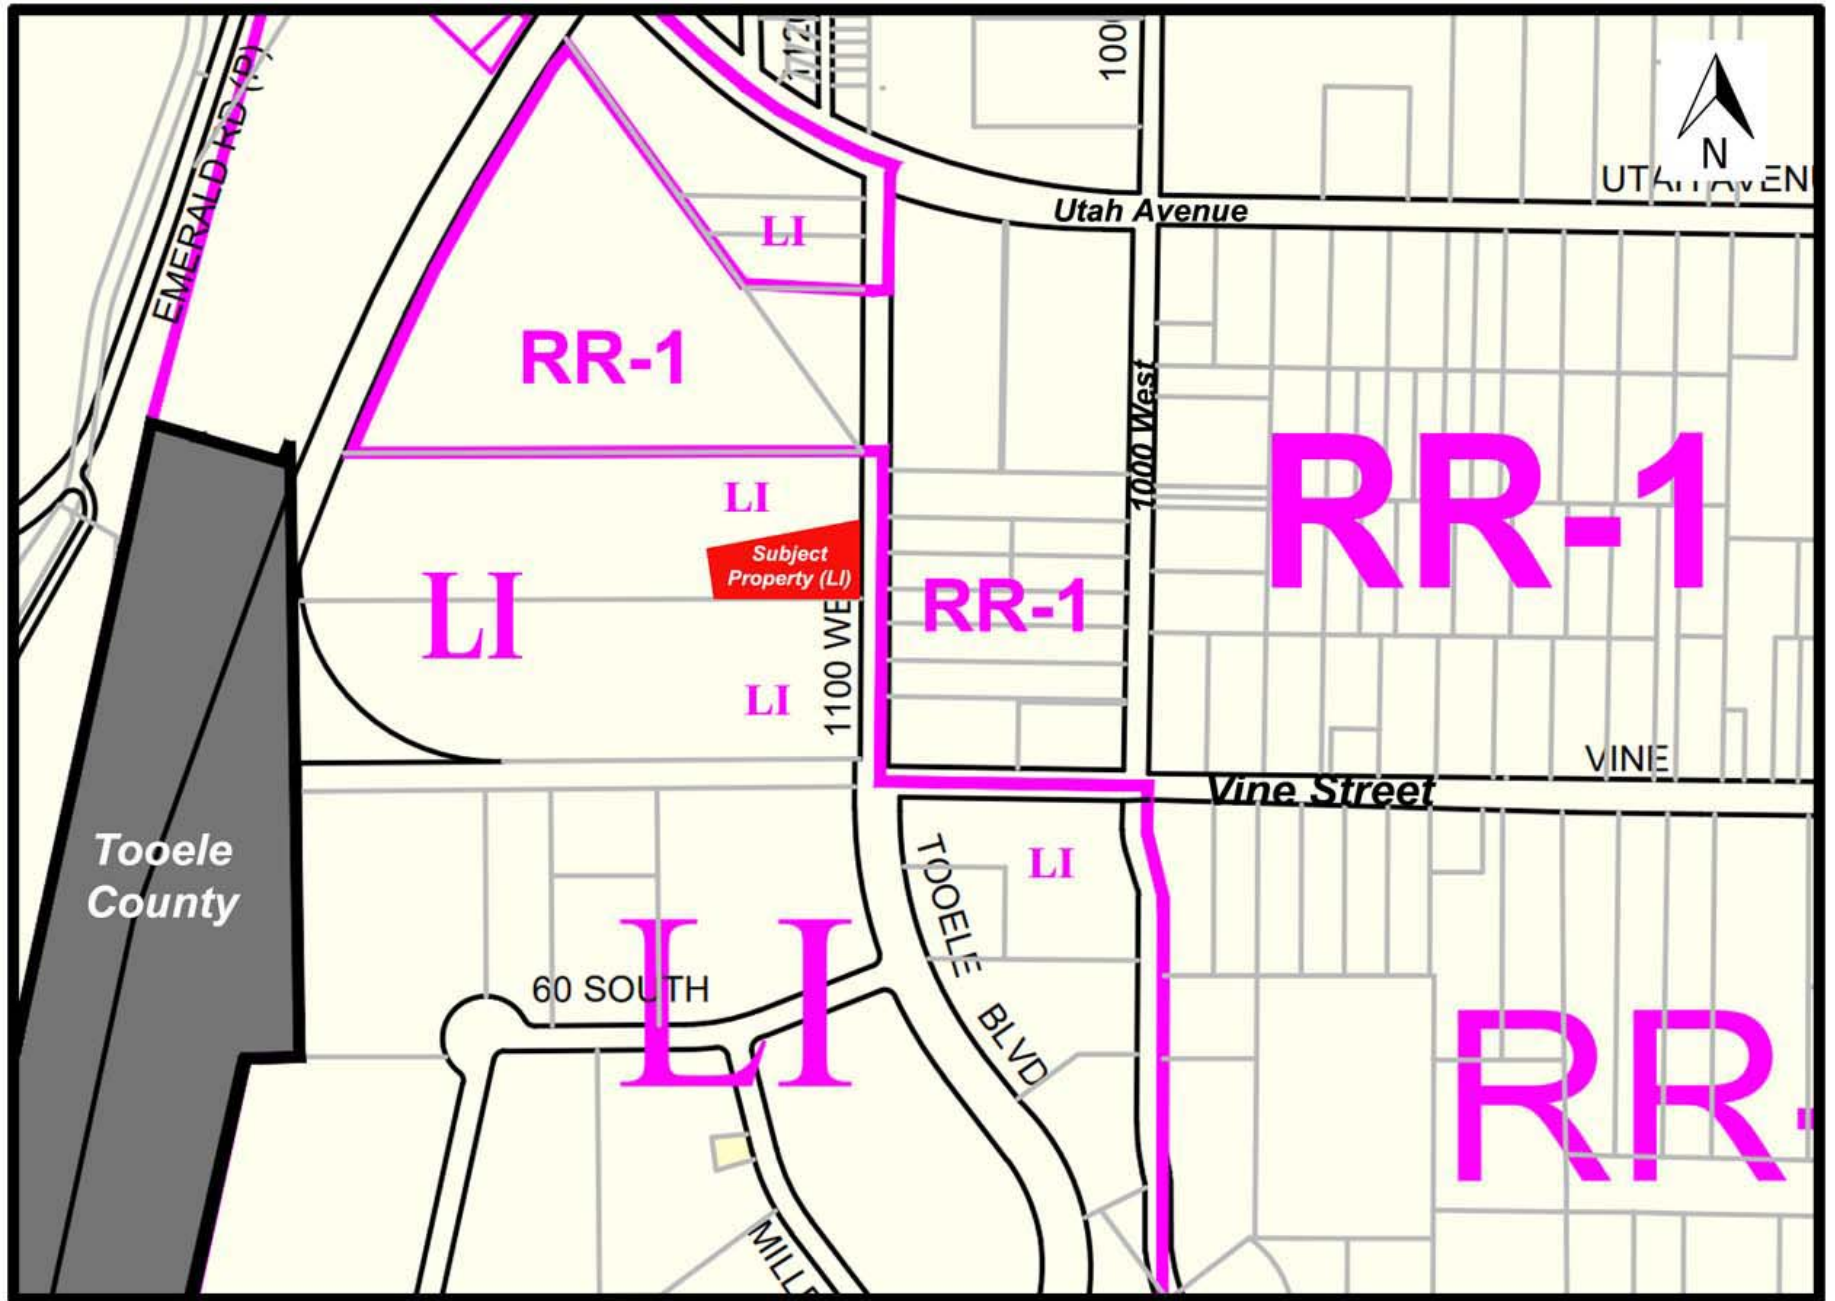 EMERALD RD (P)
N
UTAH AVENU
Utah Avenue
LI
RR-1
1000 West
LI
RR-1
Subject
Property (LI)
LI
RR-1
1100 WE
LI
VINE
Vine Street
Tooele
County
LI
TOOELE BLVD
LI
60 SOUTH
RR-